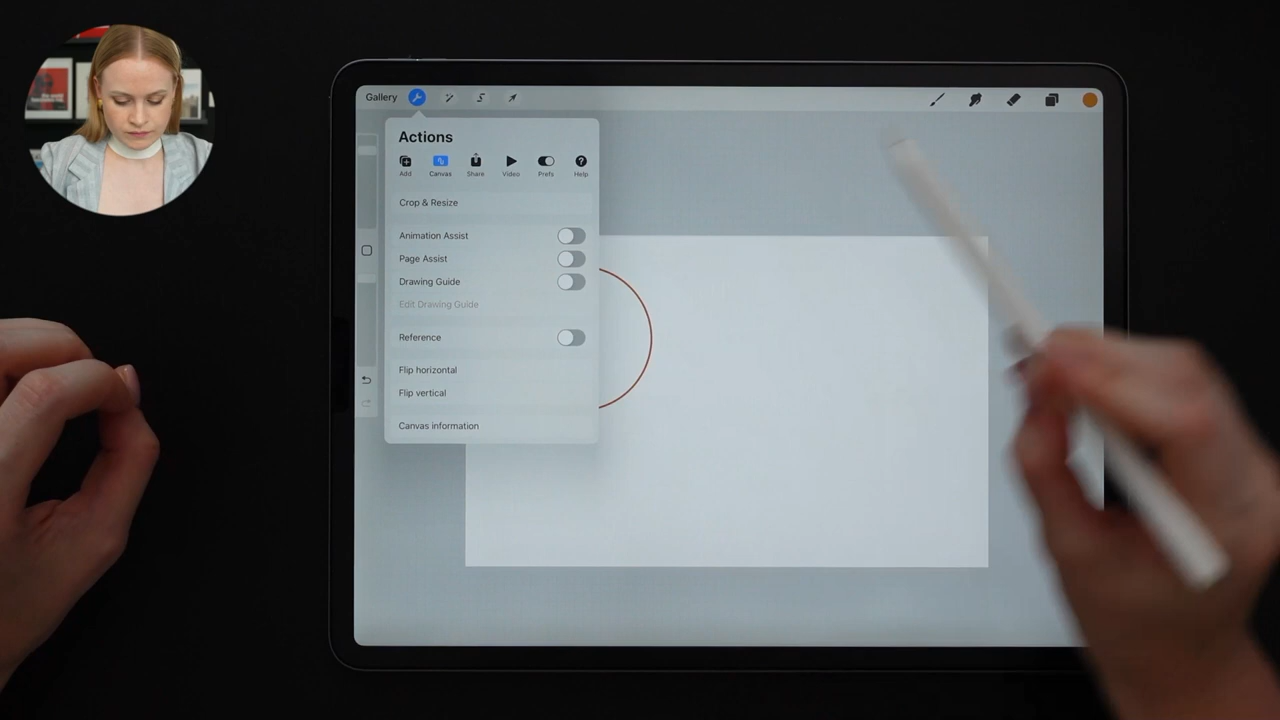 Gallery
Actions
Add Canvas Share Video Prefs Help
Crop & Resize
Animation Assist
Page Assist
Drawing Guide
Edit Drawing Guide
Reference
Flip horizontal
Flip vertical
Canvas information